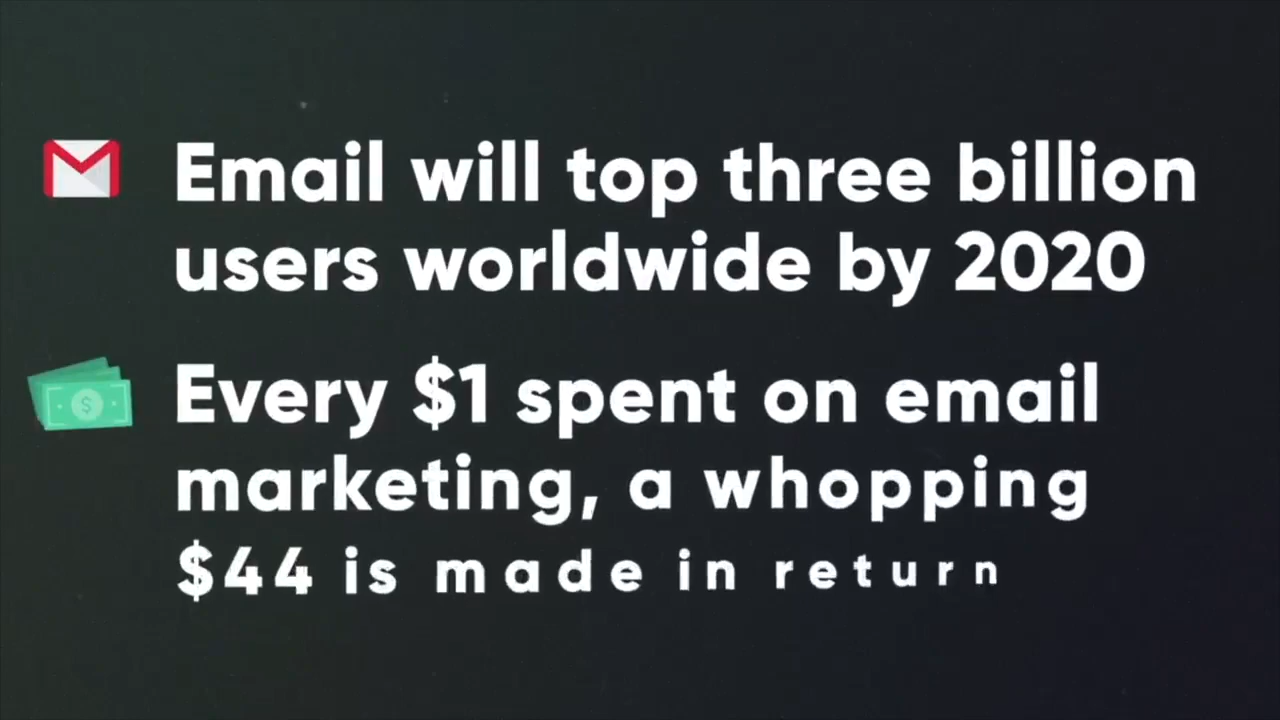 Email will top three billion
users worldwide by 2020
Every $1 spent on email
marketing, a whopping
$44 is made in return